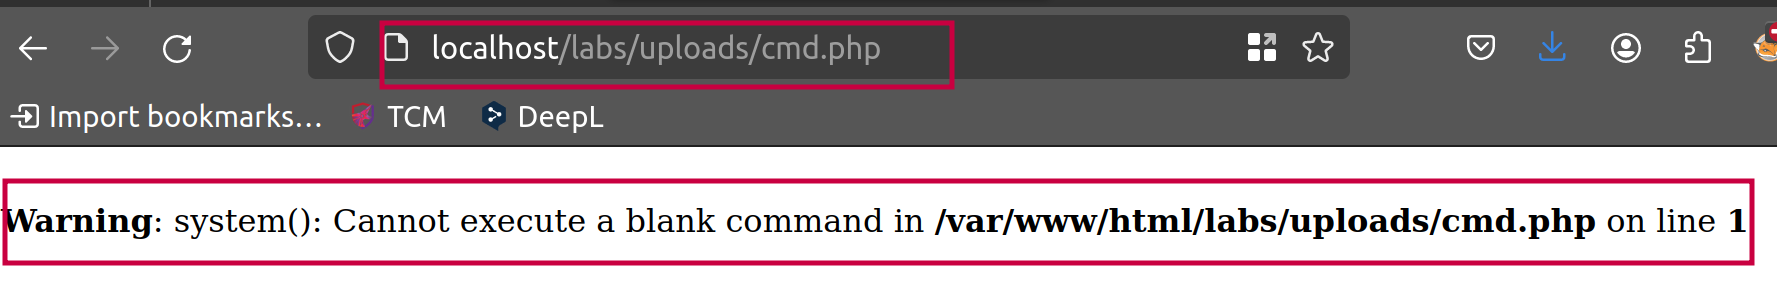 localhost/labs/uploads/cmd.php
Import bookmarks... TCM DeepL
Warning: system(): Cannot execute a blank command in /var/www/html/labs/uploads/cmd.php on line 1